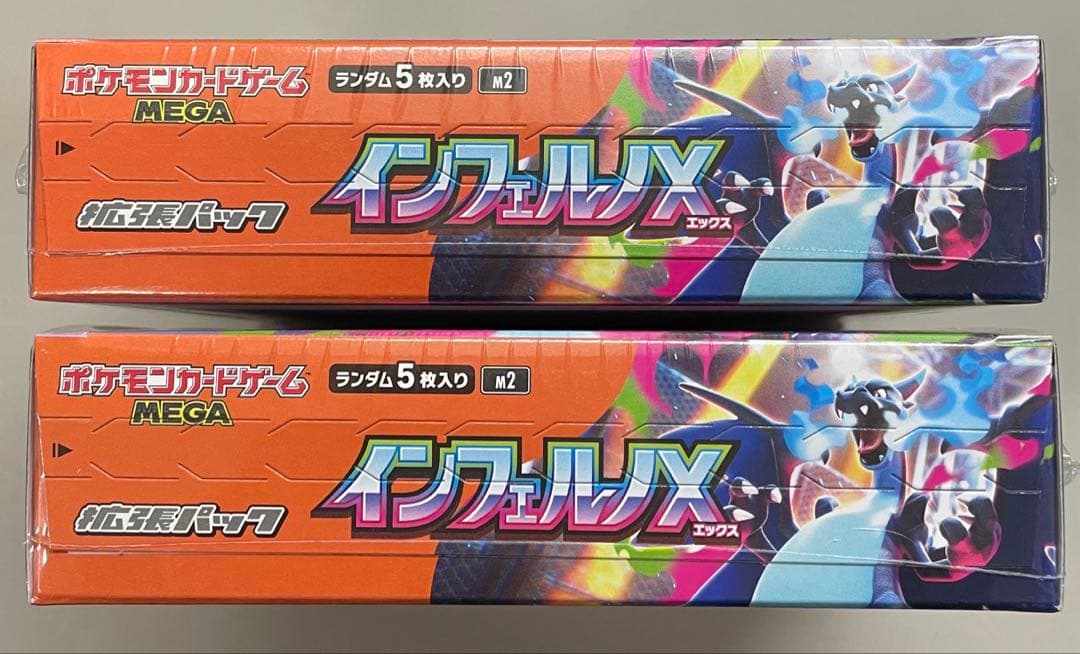 ポケモンカードゲーム
MEGA
ランダム5枚入り
M2
インフェルノX
エックス
拡張パック
ポケモンカードゲーム
MEGA
ランダム5枚入り
M2
インフェルノX
エックス
拡張パック